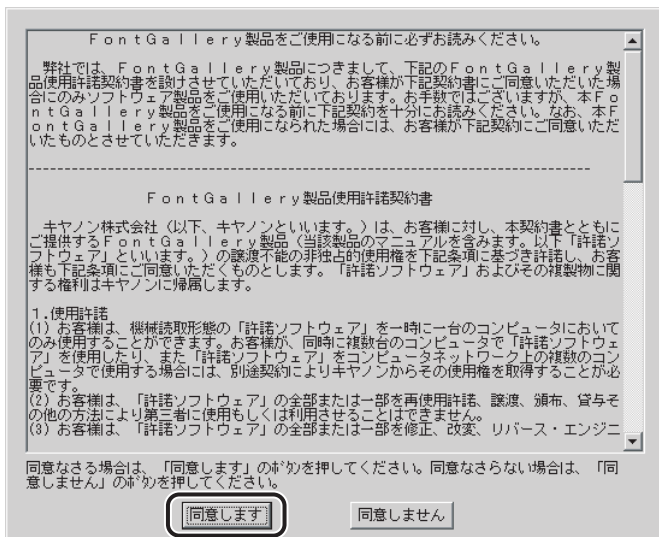 ＦｏｎｔＧａｌｌｅｒｙ製品をご使用になる前に必ずお読みください。
弊社では、ＦｏｎｔＧａｌｌｅｒｙ製品につきまして、下記のＦｏｎｔＧａｌｌｅｒｙ製
品使用許諾契約書を設けさせていただいており、お客様が下記契約書にご同意いただいた場
合にのみソフトウェア製品をご使用いただいております。お手数ではございますが、本Ｆｏ
ｎｔＧａｌｌｅｒｙ製品をご使用になる前に下記契約を十分にお読みください。なお、本Ｆ
ｏｎｔＧａｌｌｅｒｙ製品をご使用になられた場合には、お客様が下記契約にご同意いただ
いたものとさせていただきます。
--------------------------------------------------------------------------------
ＦｏｎｔＧａｌｌｅｒｙ製品使用許諾契約書
キヤノン株式会社（以下、キヤノンといいます。）は、お客様に対し、本契約書とともに
ご提供するＦｏｎｔＧａｌｌｅｒｙ製品（当該製品のマニュアルを含みます。以下「許諾ソ
フトウェア」といいます。）の譲渡不能の非独占的使用権を下記条項に基づき許諾し、お客
様も下記条項にご同意いただくものとします。「許諾ソフトウェア」およびその複製物に関
する権利はキヤノンに帰属します。
１.使用許諾
(1) お客様は、機械読取形態の「許諾ソフトウェア」を一時に一台のコンピュータにおいて
のみ使用することができます。お客様が、同時に複数台のコンピュータで「許諾ソフトウェ
ア」を使用したり、また「許諾ソフトウェア」をコンピュータネットワーク上の複数のコン
ピュータで使用する場合には、別途契約によりキヤノンからその使用権を取得することが必
要です。
(2) お客様は、「許諾ソフトウェア」の全部または一部を再使用許諾、譲渡、頒布、貸与そ
の他の方法により第三者に使用もしくは利用させることはできません。
(3) お客様は、「許諾ソフトウェア」の全部または一部を修正、改変、リバース・エンジニ
同意なさる場合は、「同意します」のﾎﾞﾀﾝを押してください。同意なさらない場合は、「同
意しません」のﾎﾞﾀﾝを押してください。
同意します
同意しません